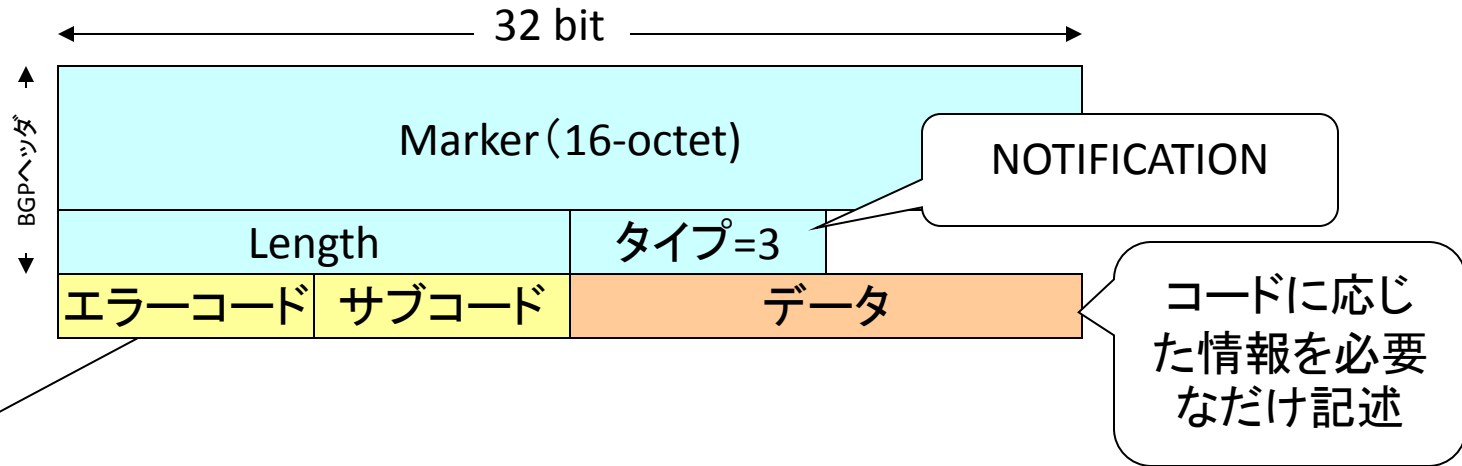 32 bit
BGPヘッダ
Marker（16-octet)
NOTIFICATION
Length
タイプ=3
エラーコード
サブコード
データ
コードに応じ
た情報を必要
なだけ記述